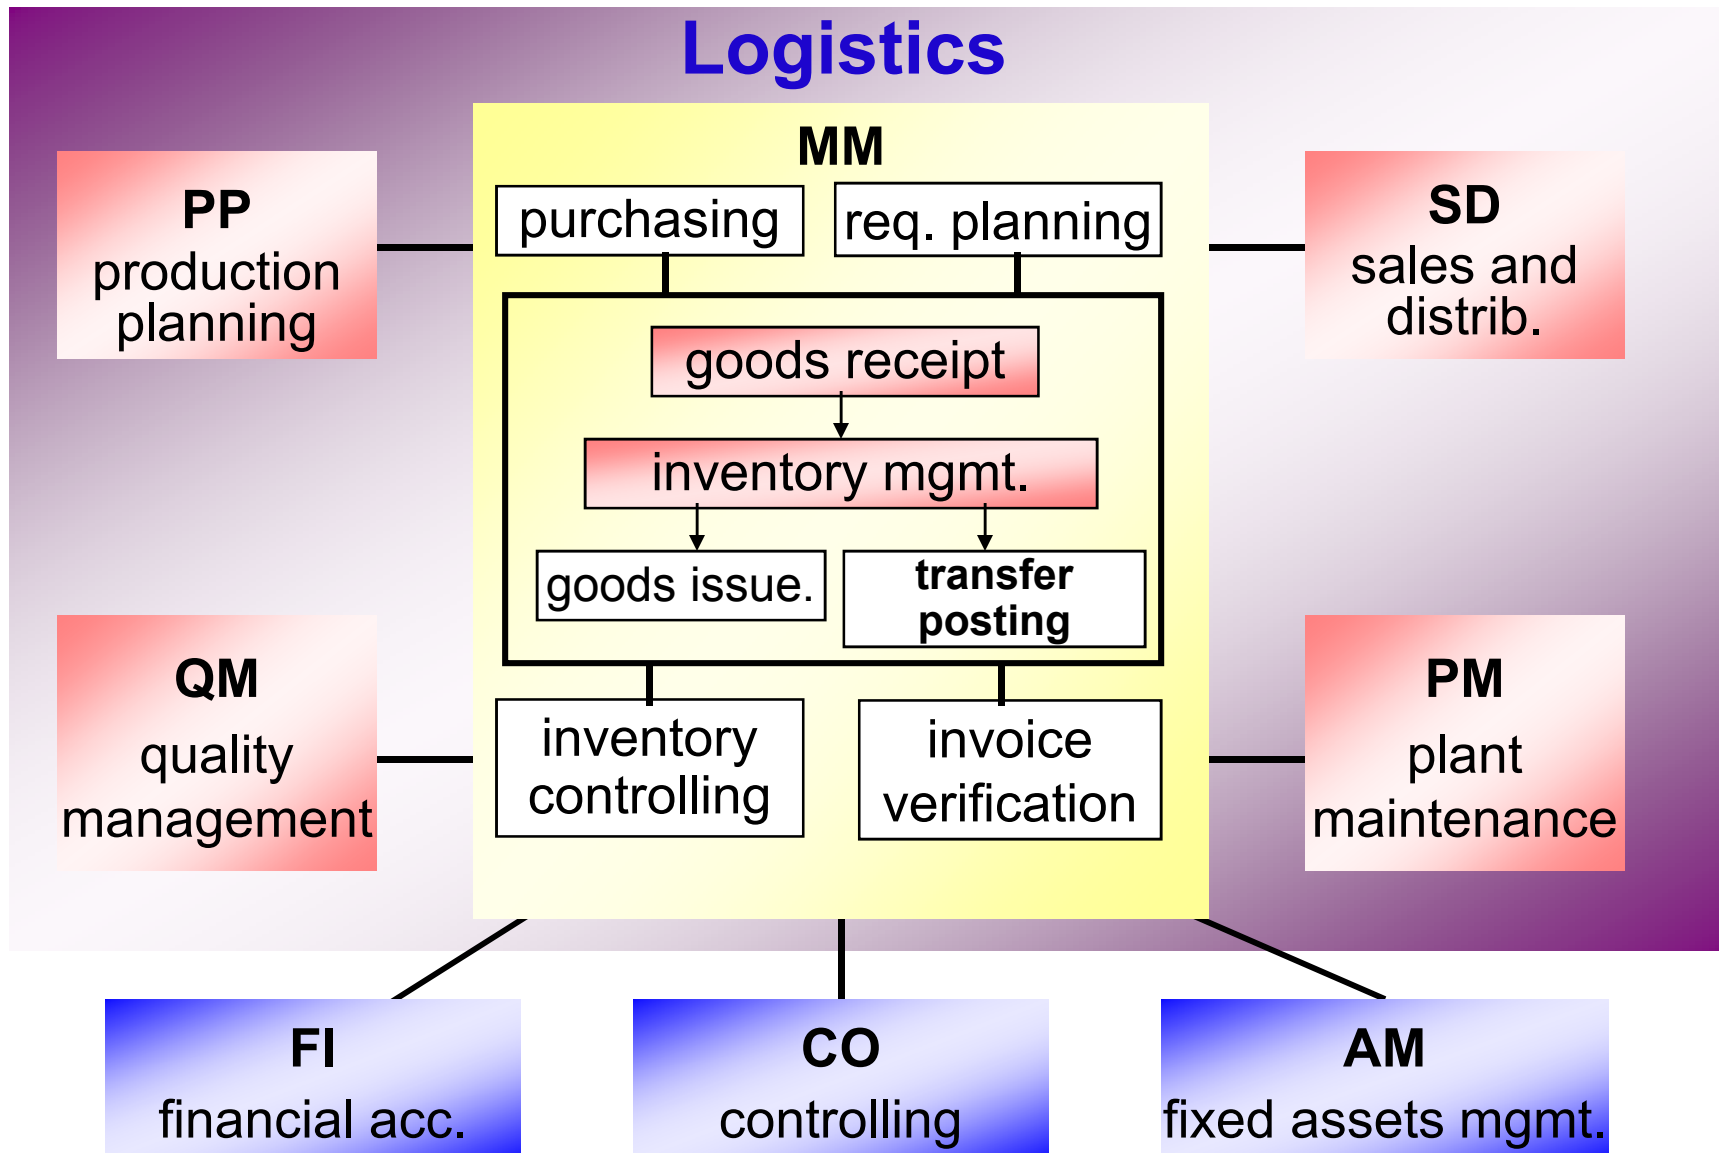 Logistics
MM
PP
production
planning
purchasing
req. planning
SD
sales and
distrib.
goods receipt
inventory mgmt.
goods issue.
transfer
posting
QM
quality
management
inventory
controlling
invoice
verification
PM
plant
maintenance
FI
financial acc.
CO
controlling
AM
fixed assets mgmt.